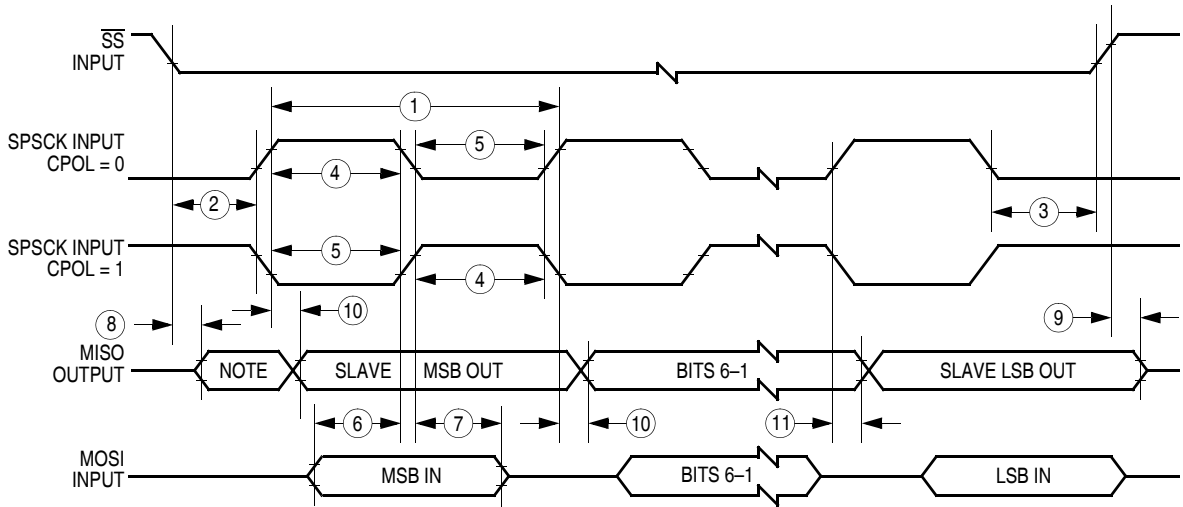 SS
INPUT
1
SPSCK INPUT
CPOL = 0
5
4
2
3
SPSCK INPUT
CPOL = 1
5
4
8
10
9
MISO
OUTPUT
NOTE
SLAVE MSB OUT
BITS 6–1
SLAVE LSB OUT
6
7
10
11
MOSI
INPUT
MSB IN
BITS 6–1
LSB IN